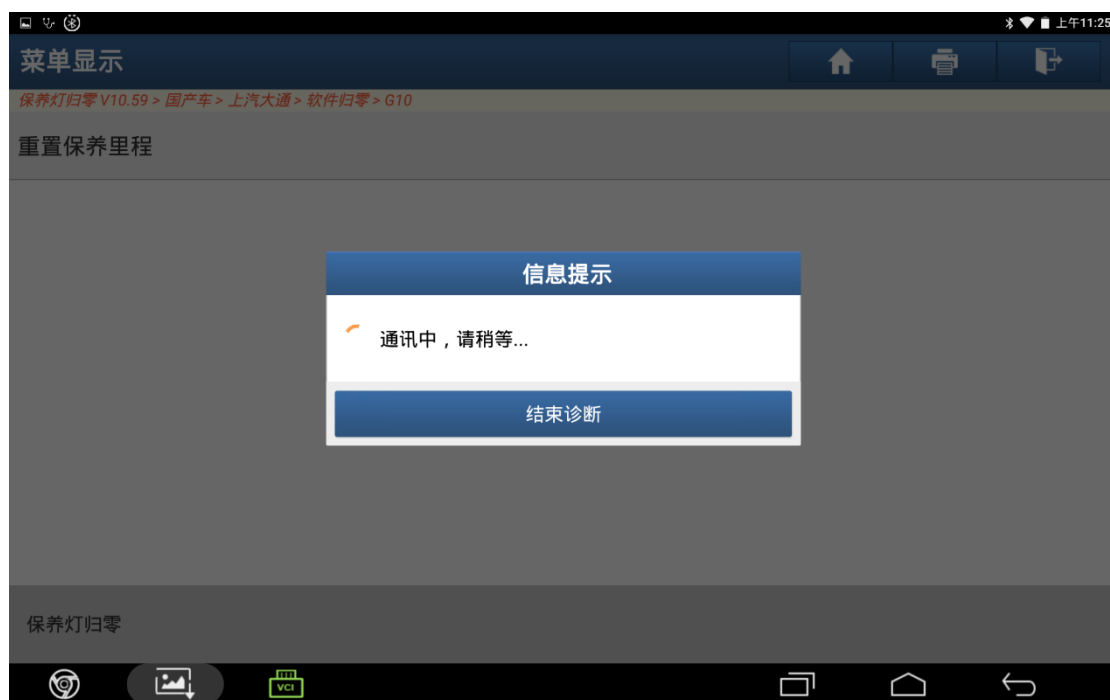 上午11:25
菜单显示
保养灯归零 V10.59 > 国产车 > 上汽大通 > 软件归零 > G10
重置保养里程
信息提示
通讯中，请稍等...
结束诊断
保养灯归零
VCI